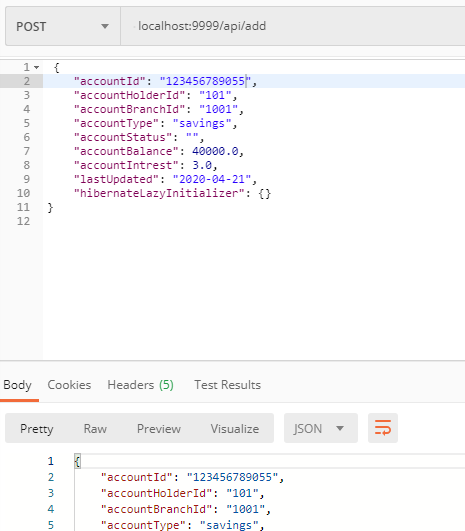 POST localhost:9999/api/add
1 {
2 "accountId": "123456789055",
3 "accountHolderId": "101",
4 "accountBranchId": "1001",
5 "accountType": "savings",
6 "accountStatus": "",
7 "accountBalance": 40000.0,
8 "accountIntrest": 3.0,
9 "lastUpdated": "2020-04-21",
10 "hibernateLazyInitializer": {}
11 }
12
Body Cookies Headers (5) Test Results
Pretty Raw Preview Visualize JSON
1 {
2 "accountId": "123456789055",
3 "accountHolderId": "101",
4 "accountBranchId": "1001",
5 "accountType": "savings",